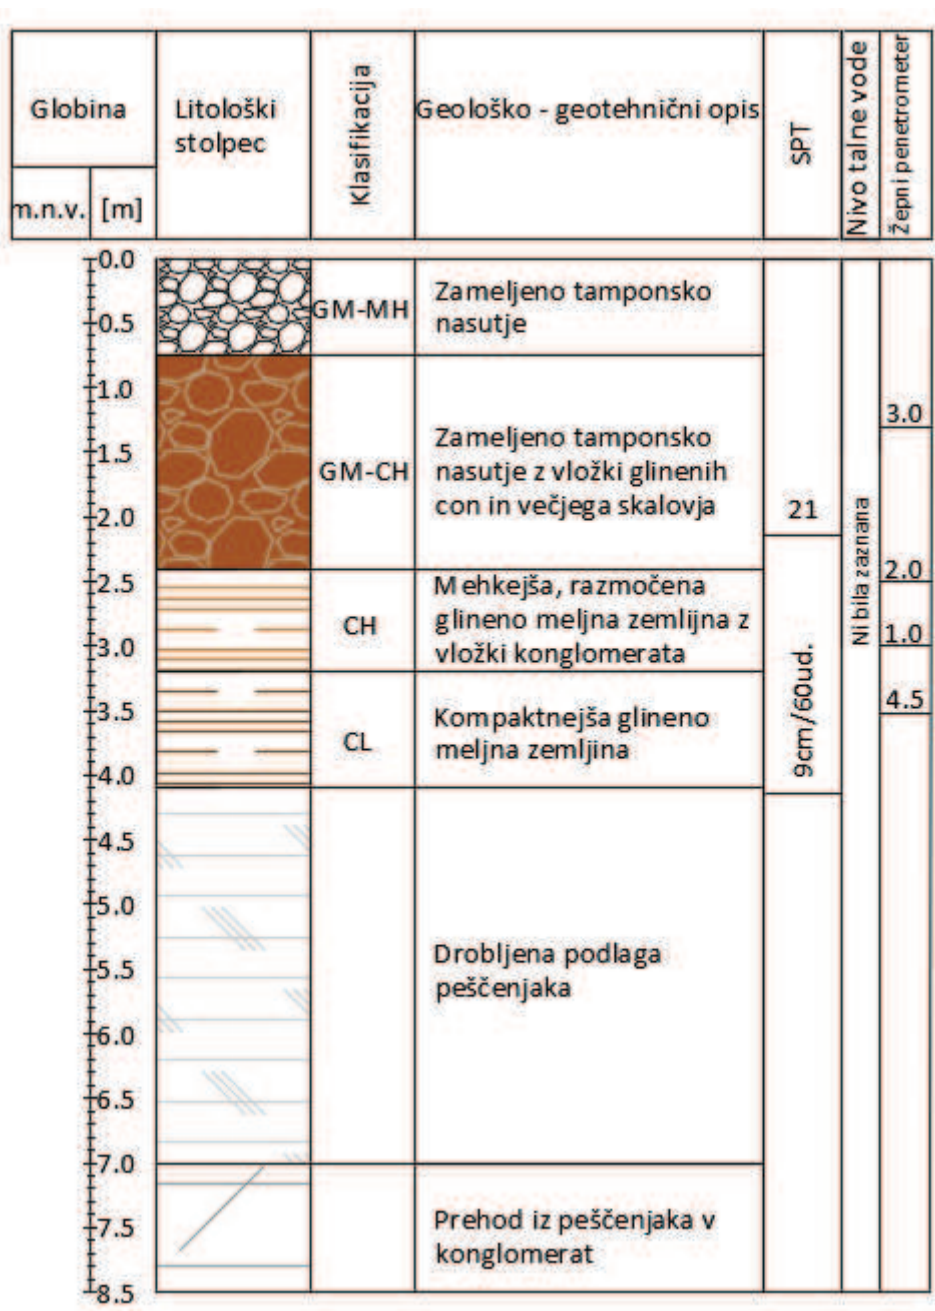 Globina
Litološki
stolpec
Klasifikacija
Geološko - geotehnični opis
SPT
Nivo talne vode
Žepni penetrometer
m.n.v.
[m]
0.0
0.5
1.0
1.5
2.0
2.5
3.0
3.5
4.0
4.5
5.0
5.5
6.0
6.5
7.0
7.5
8.5
GM-MH
Zameljeno tamponsko
nasutje
GM-CH
Zameljeno tamponsko
nasutje z vložki glinenih
con in večjega skalovja
CH
Mehkejša, razmočena
glineno meljna zemlijna z
vložki konglomerata
CL
Kompaktnejša glineno
meljna zemljina
Drobljena podlaga
peščenjaka
Prehod iz peščenjaka v
konglomerat
21
9cm/60ud.
Ni bila zaznana
3.0
2.0
1.0
4.5